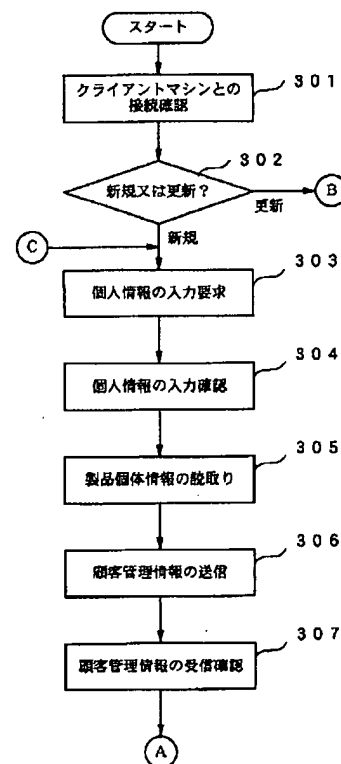 スタート
クライアントマシンとの
接続確認
301
302
新規又は更新？
B
更新
新規
C
303
個人情報の入力要求
304
個人情報の入力確認
305
製品個体情報の読取り
306
顧客管理情報の送信
307
顧客管理情報の受信確認
A